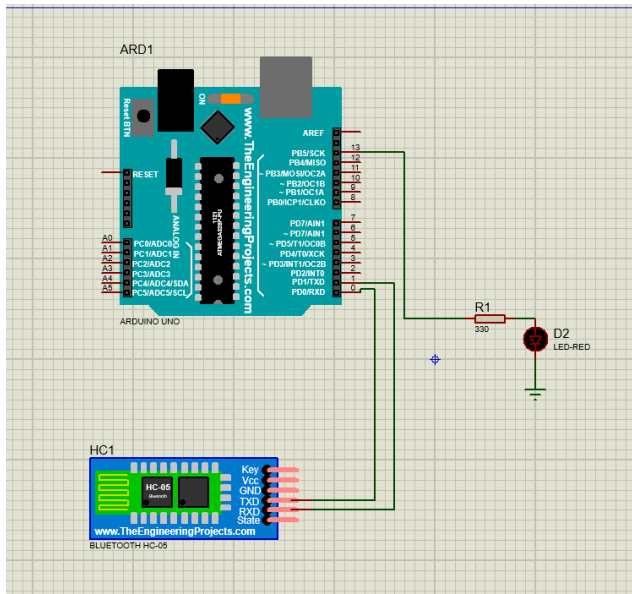 ARD1
Reset BTN
ON
www.TheEngineeringProjects.com
RESET
AREF
PB5/SCK 13
PB4/MISO 12
~ PB3/MOSI/OC2A 11
~ PB2/OC1B 10
~ PB1/OC1A 9
PB0/ICP1/CLKO 8
PD7/AIN1 7
~ PD7/AIN1 6
~ PD5/T1/OC0B 5
PD4/T0/XCK 4
~ PD3/INT1/OC2B 3
PD2/INT0 2
PD1/TXD 1
PD0/RXD 0
ANALOG IN
1121
ATMEGA328P-PU
A0 PC0/ADC0
A1 PC1/ADC1
A2 PC2/ADC2
A3 PC3/ADC3
A4 PC4/ADC4/SDA
A5 PC5/ADC5/SCL
ARDUINO UNO
R1
330
D2
LED-RED
HC1
HC-05
Bluetooth
Key
Vcc
GND
TXD
RXD
State
www.TheEngineeringProjects.com
BLUETOOTH HC-05